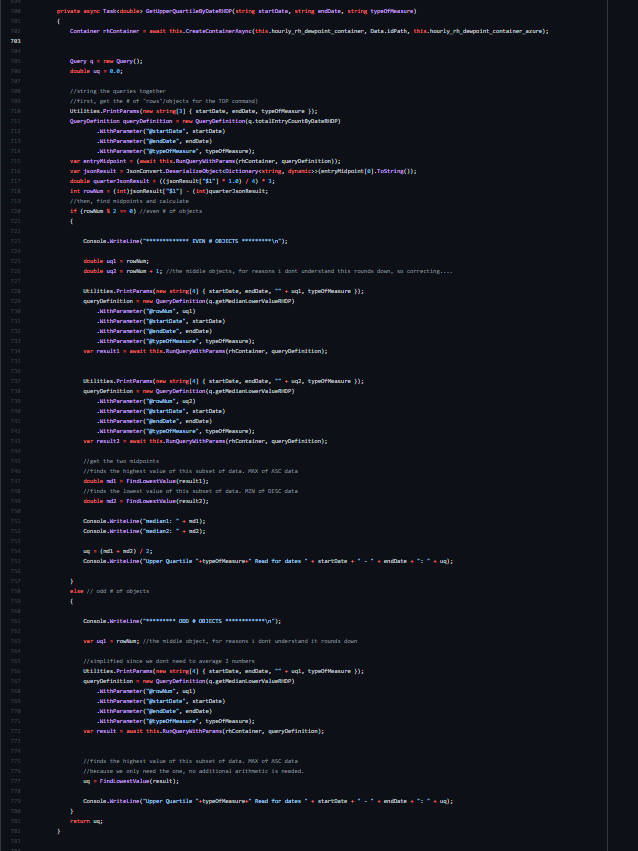 700 private async Task<double> GetUpperQuartileByDateRHDP(string startDate, string endDate, string typeOfMeasure)
701 {
702 Container rhContainer = await this.CreateContainerAsync(this.hourly_rh_dewpoint_container_azure, Data.idPath, this.hourly_rh_dewpoint_container_azure);
703
705 Query q = new Query();
706 double uq = 0.0;
707
708 //string the queries together
709 //first, get the # of "rows"/objects for the TOP command)
710 Utilities.PrintParams(new string[3] { startDate, endDate, typeOfMeasure });
711 QueryDefinition queryDefinition = new QueryDefinition(q.totalEntryCountByDateRHDP)
712 .WithParameter("@startDate", startDate)
713 .WithParameter("@endDate", endDate)
714 .WithParameter("@typeOfMeasure", typeOfMeasure);
715 var entryMidpoint = (await this.RunQueryWithParams(rhContainer, queryDefinition));
716 var jsonResult = JsonConvert.DeserializeObject<Dictionary<string, dynamic>>(entryMidpoint[0].ToString());
717 double quarterJsonResult = ((jsonResult["$1"] * 1.0) / 4) * 3;
718 int rowNum = (int)jsonResult["$1"] - (int)quarterJsonResult;
719 //then, find midpoints and calculate
720 if (rowNum % 2 == 0) //even # of objects
721 {
722
723 Console.WriteLine("************* EVEN # OBJECTS *********\n");
724
725 double uq1 = rowNum;
726 double uq2 = rowNum + 1; //the middle objects, for reasons i dont understand this rounds down, so correcting....
727
728 Utilities.PrintParams(new string[4] { startDate, endDate, "" + uq1, typeOfMeasure });
729 queryDefinition = new QueryDefinition(q.getMedianLowerValueRHDP)
730 .WithParameter("@rowNum", uq1)
731 .WithParameter("@startDate", startDate)
732 .WithParameter("@endDate", endDate)
733 .WithParameter("@typeOfMeasure", typeOfMeasure);
734 var result1 = await this.RunQueryWithParams(rhContainer, queryDefinition);
735
737 Utilities.PrintParams(new string[4] { startDate, endDate, "" + uq2, typeOfMeasure });
738 queryDefinition = new QueryDefinition(q.getMedianLowerValueRHDP)
739 .WithParameter("@rowNum", uq2)
740 .WithParameter("@startDate", startDate)
741 .WithParameter("@endDate", endDate)
742 .WithParameter("@typeOfMeasure", typeOfMeasure);
743 var result2 = await this.RunQueryWithParams(rhContainer, queryDefinition);
744
745 //get the two midpoints
746 //finds the highest value of this subset of data. MAX of ASC data
747 double md1 = FindLowestValue(result1);
748 //finds the lowest value of this subset of data. MIN of DESC data
749 double md2 = FindLowestValue(result2);
750
751 Console.WriteLine("median1: " + md1);
752 Console.WriteLine("median2: " + md2);
753
754 uq = (md1 + md2) / 2;
755 Console.WriteLine("Upper Quartile "+typeOfMeasure+" Read for dates " + startDate + " - " + endDate + ": " + uq);
756
757 }
758 else // odd # of objects
759 {
760
761 Console.WriteLine("********* ODD # OBJECTS ************\n");
762
763 var uq1 = rowNum; //the middle object, for reasons i dont understand it rounds down
764
765 //simplified since we dont need to average 2 numbers
766 Utilities.PrintParams(new string[4] { startDate, endDate, "" + uq1, typeOfMeasure });
767 queryDefinition = new QueryDefinition(q.getMedianLowerValueRHDP)
768 .WithParameter("@rowNum", uq1)
769 .WithParameter("@startDate", startDate)
770 .WithParameter("@endDate", endDate)
771 .WithParameter("@typeOfMeasure", typeOfMeasure);
772 var result = await this.RunQueryWithParams(rhContainer, queryDefinition);
773
774
775 //finds the highest value of this subset of data. MAX of ASC data
776 //because we only need the one, no additional arithmetic is needed.
777 uq = FindLowestValue(result);
778
779 Console.WriteLine("Upper Quartile "+typeOfMeasure+" Read for dates " + startDate + " - " + endDate + ": " + uq);
780 }
781 return uq;
782 }
783